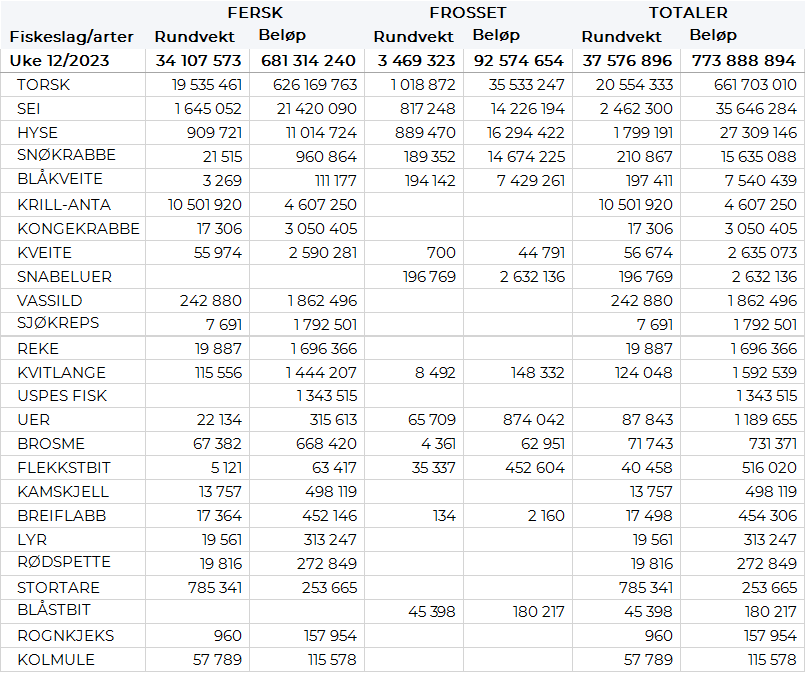 FERSK FROSSET TOTALER
Fiskeslag/arter Rundvekt Beløp Rundvekt Beløp Rundvekt Beløp
Uke 12/2023 34 107 573 681 314 240 3 469 323 92 574 654 37 576 896 773 888 894
TORSK 19 535 461 626 169 763 1 018 872 35 533 247 20 554 333 661 703 010
SEI 1 645 052 21 420 090 817 248 14 226 194 2 462 300 35 646 284
HYSE 909 721 11 014 724 889 470 16 294 422 1 799 191 27 309 146
SNØKRABBE 21 515 960 864 189 352 14 674 225 210 867 15 635 088
BLÅKVEITE 3 269 111 177 194 142 7 429 261 197 411 7 540 439
KRILL-ANTA 10 501 920 4 607 250 10 501 920 4 607 250
KONGEKRABBE 17 306 3 050 405 17 306 3 050 405
KVEITE 55 974 2 590 281 700 44 791 56 674 2 635 073
SNABELUER 196 769 2 632 136 196 769 2 632 136
VASSILD 242 880 1 862 496 242 880 1 862 496
SJØKREPS 7 691 1 792 501 7 691 1 792 501
REKE 19 887 1 696 366 19 887 1 696 366
KVITLANGE 115 556 1 444 207 8 492 148 332 124 048 1 592 539
USPES FISK 1 343 515 1 343 515
UER 22 134 315 613 65 709 874 042 87 843 1 189 655
BROSME 67 382 668 420 4 361 62 951 71 743 731 371
FLEKKSTBIT 5 121 63 417 35 337 452 604 40 458 516 020
KAMSKJELL 13 757 498 119 13 757 498 119
BREIFLABB 17 364 452 146 134 2 160 17 498 454 306
LYR 19 561 313 247 19 561 313 247
RØDSPETTE 19 816 272 849 19 816 272 849
STORTARE 785 341 253 665 785 341 253 665
BLÅSTBIT 45 398 180 217 45 398 180 217
ROGNKJEKS 960 157 954 960 157 954
KOLMULE 57 789 115 578 57 789 115 578